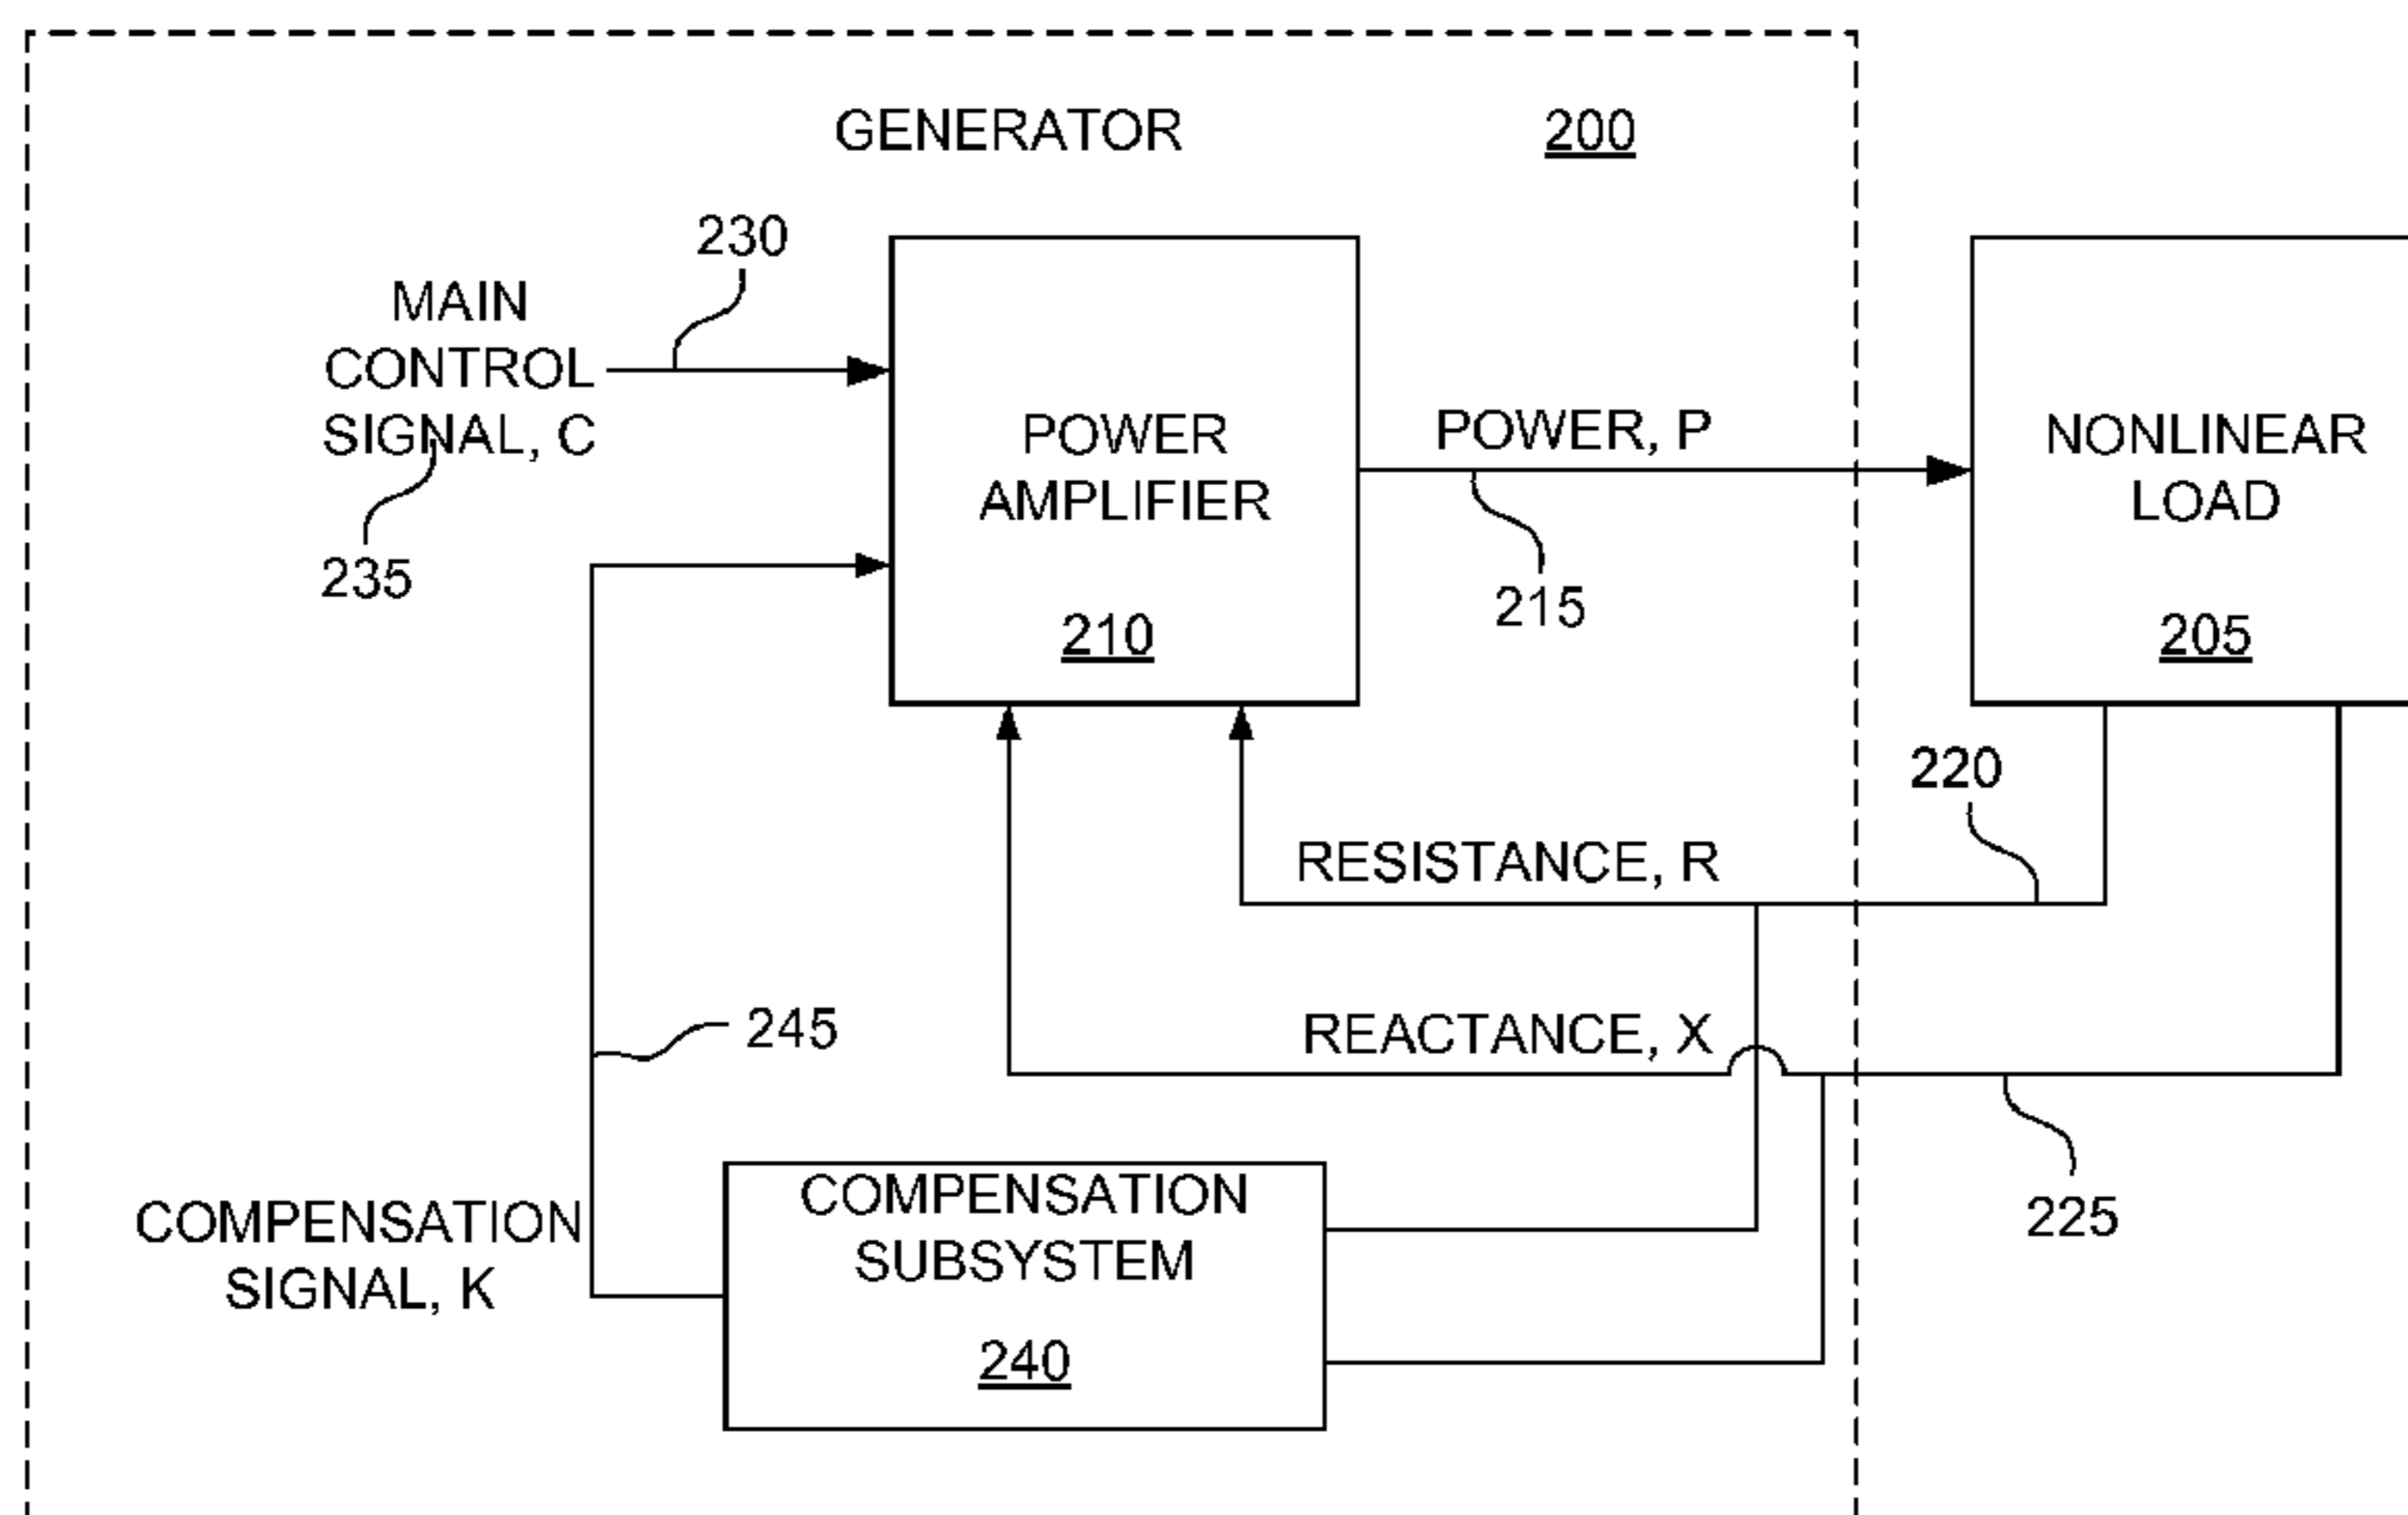 GENERATOR
200
230
MAIN
CONTROL
SIGNAL, C
235
POWER
AMPLIFIER
210
POWER, P
215
NONLINEAR
LOAD
205
220
RESISTANCE, R
REACTANCE, X
245
225
COMPENSATION
SIGNAL, K
COMPENSATION
SUBSYSTEM
240